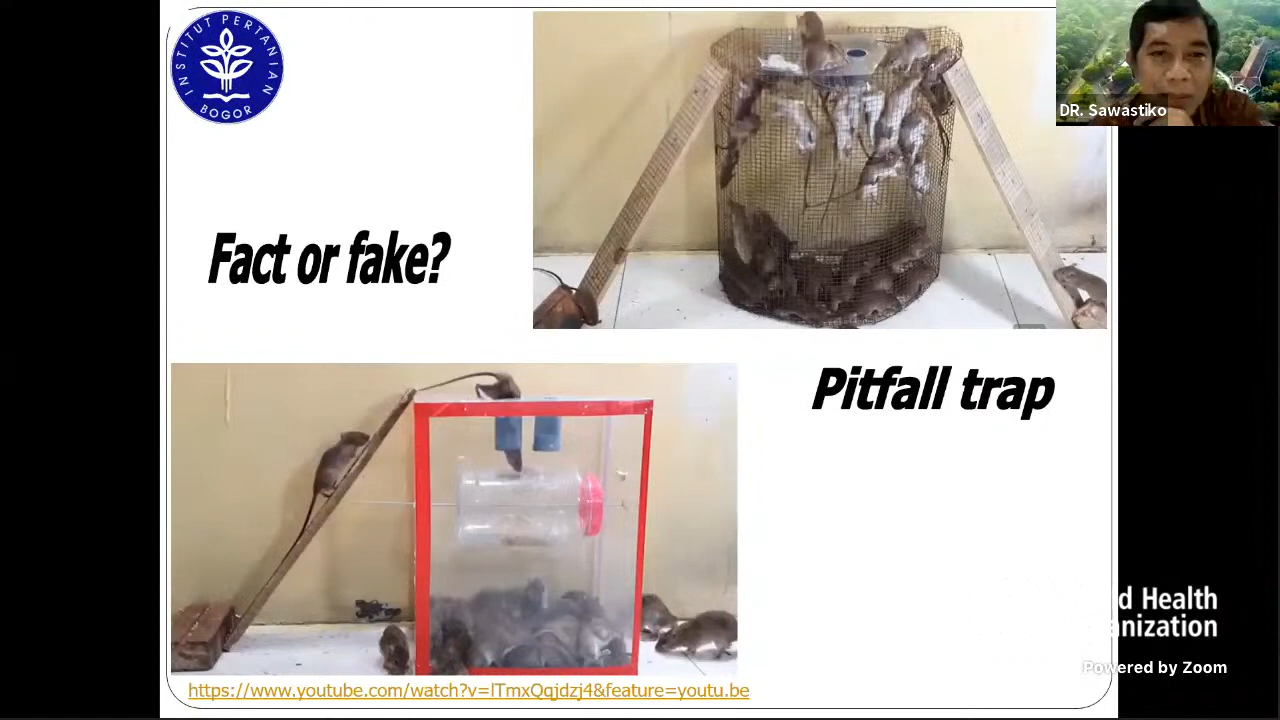 INSTITUT PERTANIAN
BOGOR
DR. Sawastiko
Fact or fake?
Pitfall trap
d Health
anization
Powered by Zoom
https://www.youtube.com/watch?v=lTmxQqjdzj4&feature=youtu.be